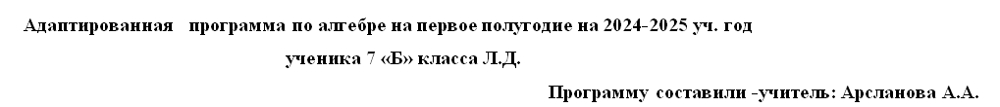 Адаптированная программа по алгебре на первое полугодие на 2024-2025 уч. год
ученика 7 «Б» класса Л.Д.
Программу составили -учитель: Арсланова А.А.